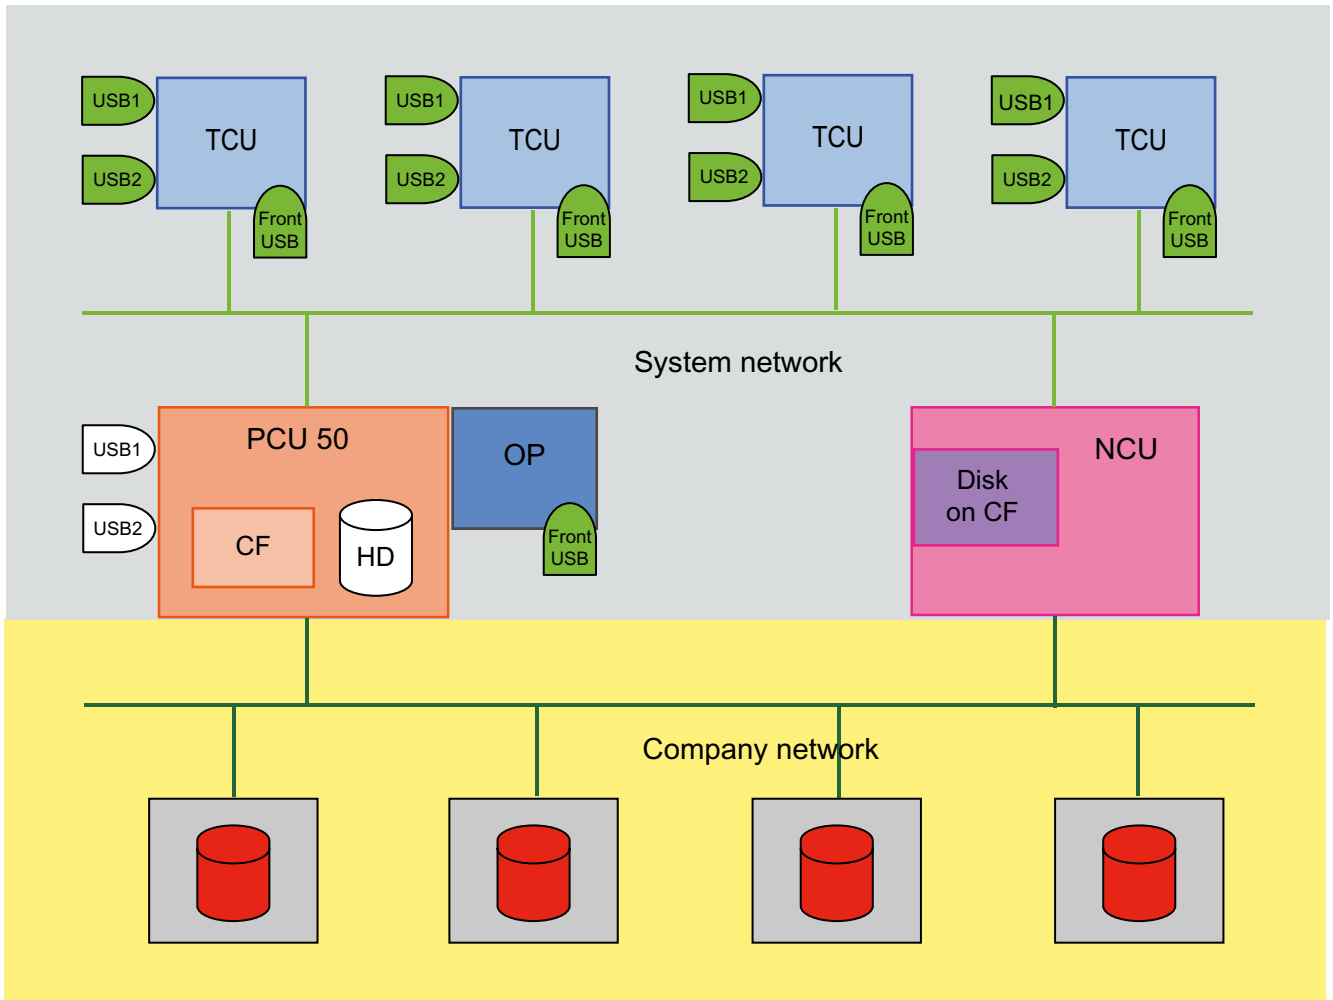 USB1
TCU
USB2
Front
USB
USB1
TCU
USB2
Front
USB
USB1
TCU
USB2
Front
USB
USB1
TCU
USB2
Front
USB
System network
PCU 50
USB1
USB2
CF
HD
OP
Front
USB
NCU
Disk
on CF
Company network